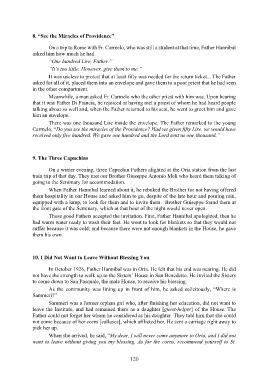 8. “See the Miracles of Providence”
On a trip to Rome with Fr. Carmelo, who was still a student at that time, Father Hannibal
asked him how much he had.
“One hundred Lire, Father.”
“It’s too little. However, give them to me.”
It was useless to protest that at least fifty was needed for the return ticket... The Father
asked for all of it, placed them into an envelope and gave them to a poor priest that he had seen
in the other compartment.
Meanwhile, a man asked Fr. Carmelo who the other priest with him was. Upon hearing
that it was Father Di Francia, he rejoiced at having met a priest of whom he had heard people
talking about so well and, when the Father returned to his seat, he went to greet him and gave
him an envelope.
There was one thousand Lire inside the envelope. The Father remarked to the young
Carmelo, “Do you see the miracles of the Providence? Had we given fifty Lire, we would have
received only five hundred. We gave one hundred and the Lord sent us one thousand.”
9. The Three Capuchins
On a winter evening, three Capuchin Fathers alighted at the Oria station from the last
train trip of that day. They met our Brother Giuseppe Antonio Meli who heard them talking of
going to the Seminary for accommodation.
When Father Hannibal learned about it, he rebuked the Brother for not having offered
them hospitality in our House and asked him to go, despite of the late hour and pouring rain,
equipped with a lamp, to look for them and to invite them. Brother Giuseppe found them at
the front gate of the Seminary, which at that hour of the night would never open.
Those good Fathers accepted the invitation. First, Father Hannibal apologized, then he
had warm water ready to wash their feet. He went to look for blankets so that they would not
suffer because it was cold; and because there were not enough blankets in the House, he gave
them his own.
10. I Did Not Want to Leave Without Blessing You
In October 1926, Father Hannibal was in Oria. He felt that his end was nearing. He did
not have the strength to walk up to the Sisters’ House in San Benedetto. He invited the Sisters
to come down to San Pasquale, the male House, to receive his blessing.
As the community was lining up in front of him, he asked solicitously, “Where is
Sammeri?”
Sammeri was a former orphan girl who, after finishing her education, did not want to
leave the Institute, and had remained there as a daughter [guest-helper] of the House. The
Father could not forget her whom he considered as his daughter. They told him that she could
not come because of her corns [calluses], which afflicted her. He sent a carriage right away to
pick her up.
When she arrived, he said, “My dear, I will never come anymore to Oria, and I did not
want to leave without giving you my blessing. As for the corns, recommend yourself to St.
120